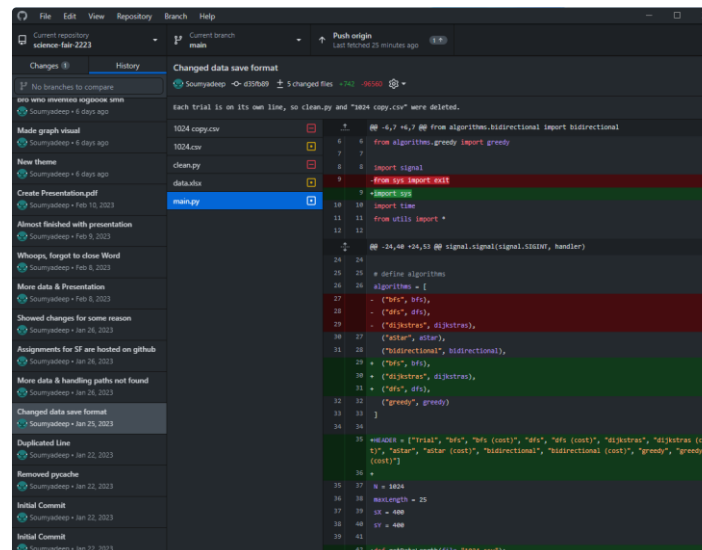 File Edit View Repository Branch Help
Current repository
science-fair-2223
Current branch
main
Push origin
Last fetched 25 minutes ago
1
Changes 1
History
No branches to compare
bro who invented logbook smh
Soumyadeep • 6 days ago
Made graph visual
Soumyadeep • 6 days ago
New theme
Soumyadeep • 6 days ago
Create Presentation.pdf
Soumyadeep • Feb 10, 2023
Almost finished with presentation
Soumyadeep • Feb 9, 2023
Whoops, forgot to close Word
Soumyadeep • Feb 8, 2023
More data & Presentation
Soumyadeep • Feb 8, 2023
Showed changes for some reason
Soumyadeep • Jan 26, 2023
Assignments for SF are hosted on github
Soumyadeep • Jan 26, 2023
More data & handling paths not found
Soumyadeep • Jan 26, 2023
Changed data save format
Soumyadeep • Jan 25, 2023
Duplicated Line
Soumyadeep • Jan 22, 2023
Removed pycache
Soumyadeep • Jan 22, 2023
Initial Commit
Soumyadeep • Jan 22, 2023
Initial Commit
Soumyadeep • Jan 22, 2023
Changed data save format
Soumyadeep d35fb89 5 changed files +742 -96560
Each trial is on its own line, so clean.py and "1024 copy.csv" were deleted.
1024 copy.csv
1024.csv
clean.py
data.xlsx
main.py
@@ -6,7 +6,7 @@ from algorithms.bidirectional import bidirectional
6 6 from algorithms.greedy import greedy
7 7
8 8 import signal
9 -from sys import exit
9 +import sys
10 10 import time
11 11 from utils import *
12 12
@@ -24,40 +24,53 @@ signal.signal(signal.SIGINT, handler)
24 24
25 25 # define algorithms
26 26 algorithms = [
27 - ("bfs", bfs),
28 - ("dfs", dfs),
29 - ("dijkstras", dijkstras),
30 27 ("aStar", aStar),
31 28 ("bidirectional", bidirectional),
29 + ("bfs", bfs),
30 + ("dijkstras", dijkstras),
31 + ("dfs", dfs),
32 32 ("greedy", greedy)
33 33 ]
34 34
35 +HEADER = ["Trial", "bfs", "bfs (cost)", "dfs", "dfs (cost)", "dijkstras", "dijkstras (c
t)", "aStar", "aStar (cost)", "bidirectional", "bidirectional (cost)", "greedy", "greedy
(cost)"]
36 +
35 37 N = 1024
36 38 maxLength = 25
37 39 SX = 400
38 40 SY = 400
39 41